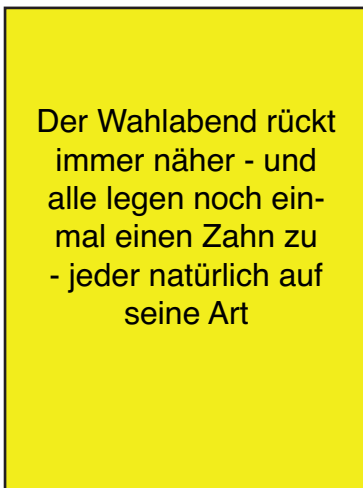 Der Wahlabend rückt
immer näher - und
alle legen noch ein-
mal einen Zahn zu
- jeder natürlich auf
seine Art